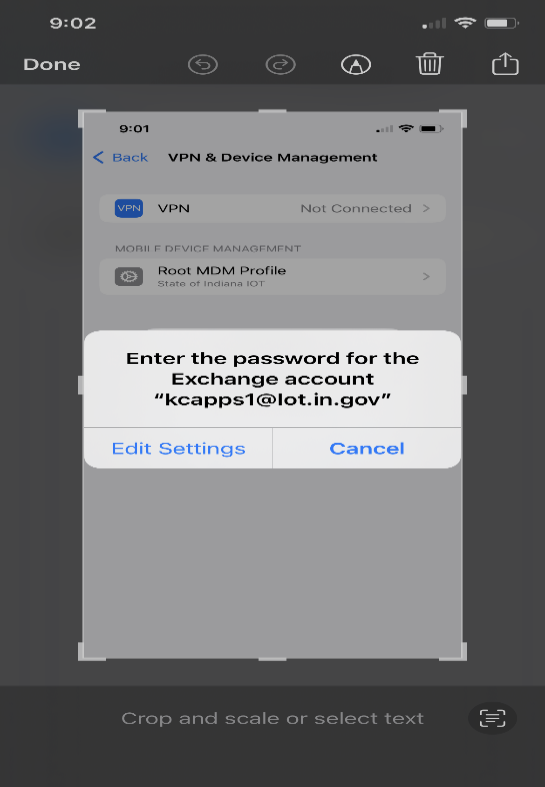 9:02
Done
9:01
Back VPN & Device Management
VPN VPN Not Connected
MOBILE DEVICE MANAGEMENT
Root MDM Profile
State of Indiana IOT
Enter the password for the
Exchange account
“kcapps1@lot.in.gov”
Edit Settings Cancel
Crop and scale or select text